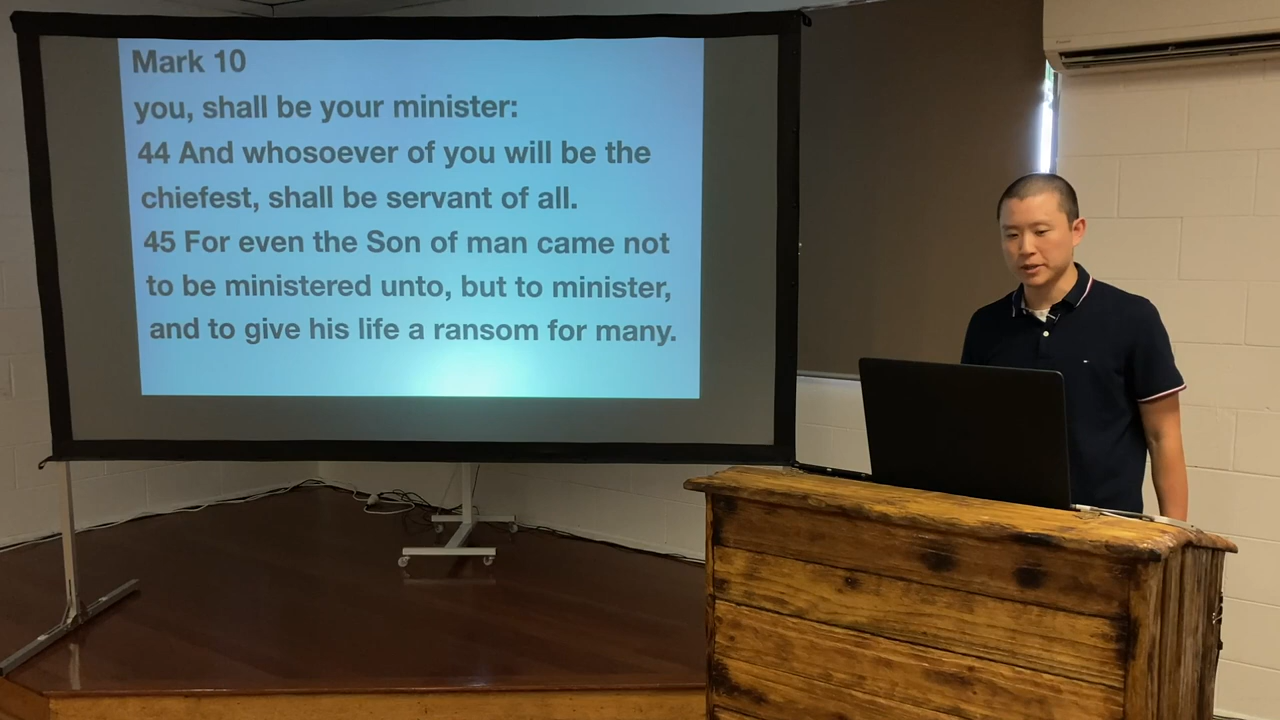 Mark 10
you, shall be your minister:
44 And whosoever of you will be the
chiefest, shall be servant of all.
45 For even the Son of man came not
to be ministered unto, but to minister,
and to give his life a ransom for many.